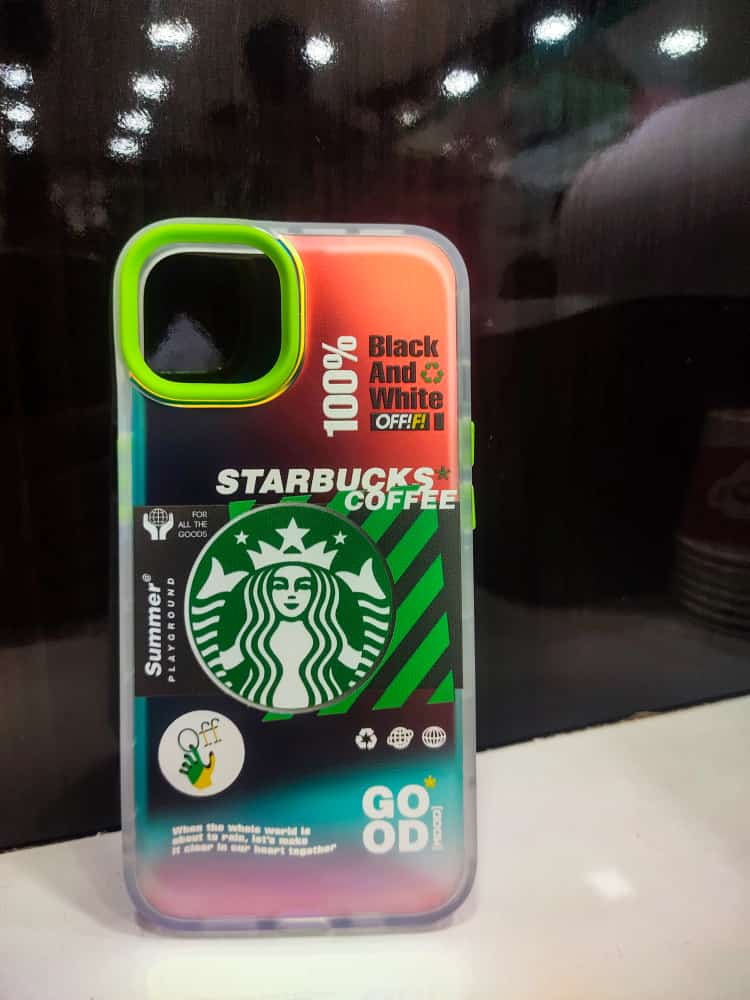 100%
Black
And
White
OFF!F!
STARBUCKS*
COFFEE
FOR
ALL THE
GOODS
Summer®
PLAYGROUND
Off
GO*
OD
[MOOD]
When the whole world is
about to rain, let's make
it clear in our heart together